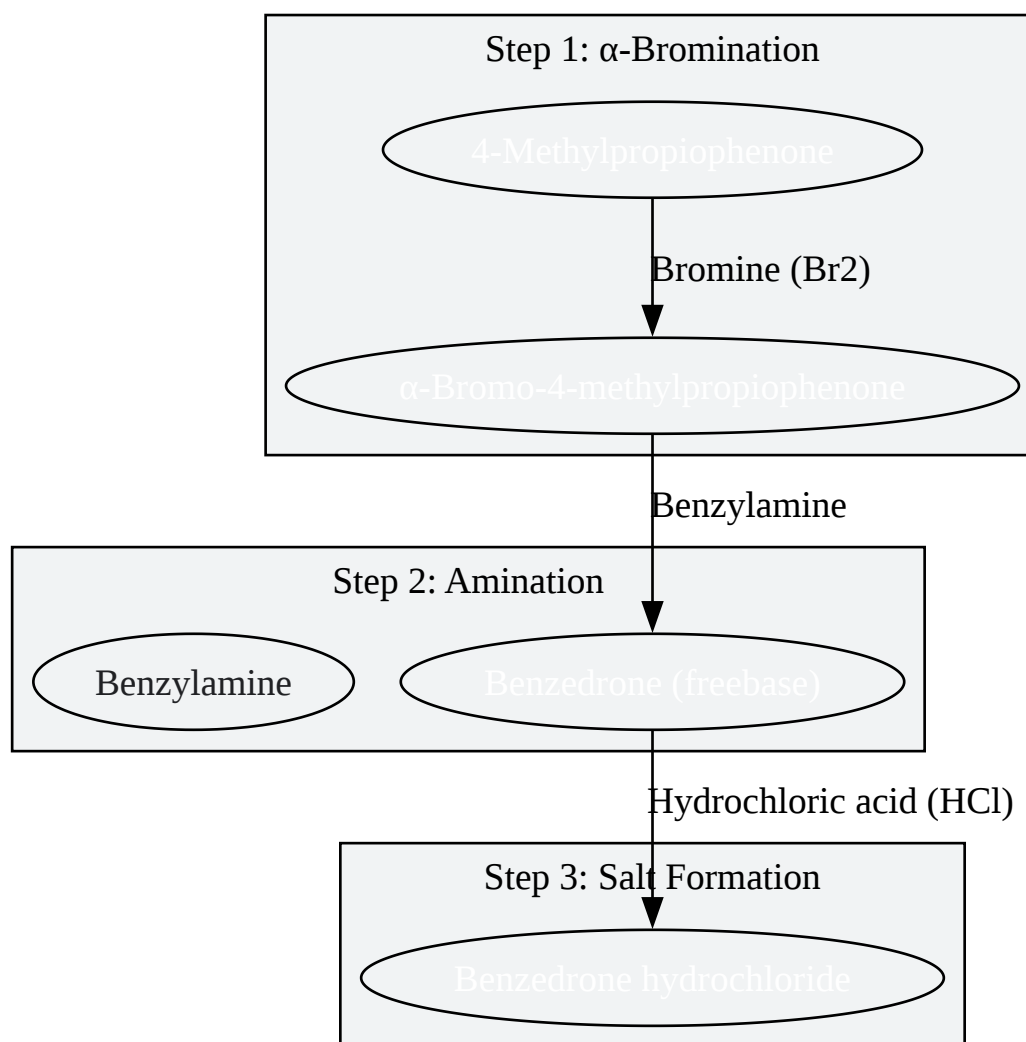 Step 1: α-Bromination
4-Methylpropiophenone
Bromine (Br2)
α-Bromo-4-methylpropiophenone
Benzylamine
Step 2: Amination
Benzylamine
Benzedrone (freebase)
Hydrochloric acid (HCl)
Step 3: Salt Formation
Benzedrone hydrochloride